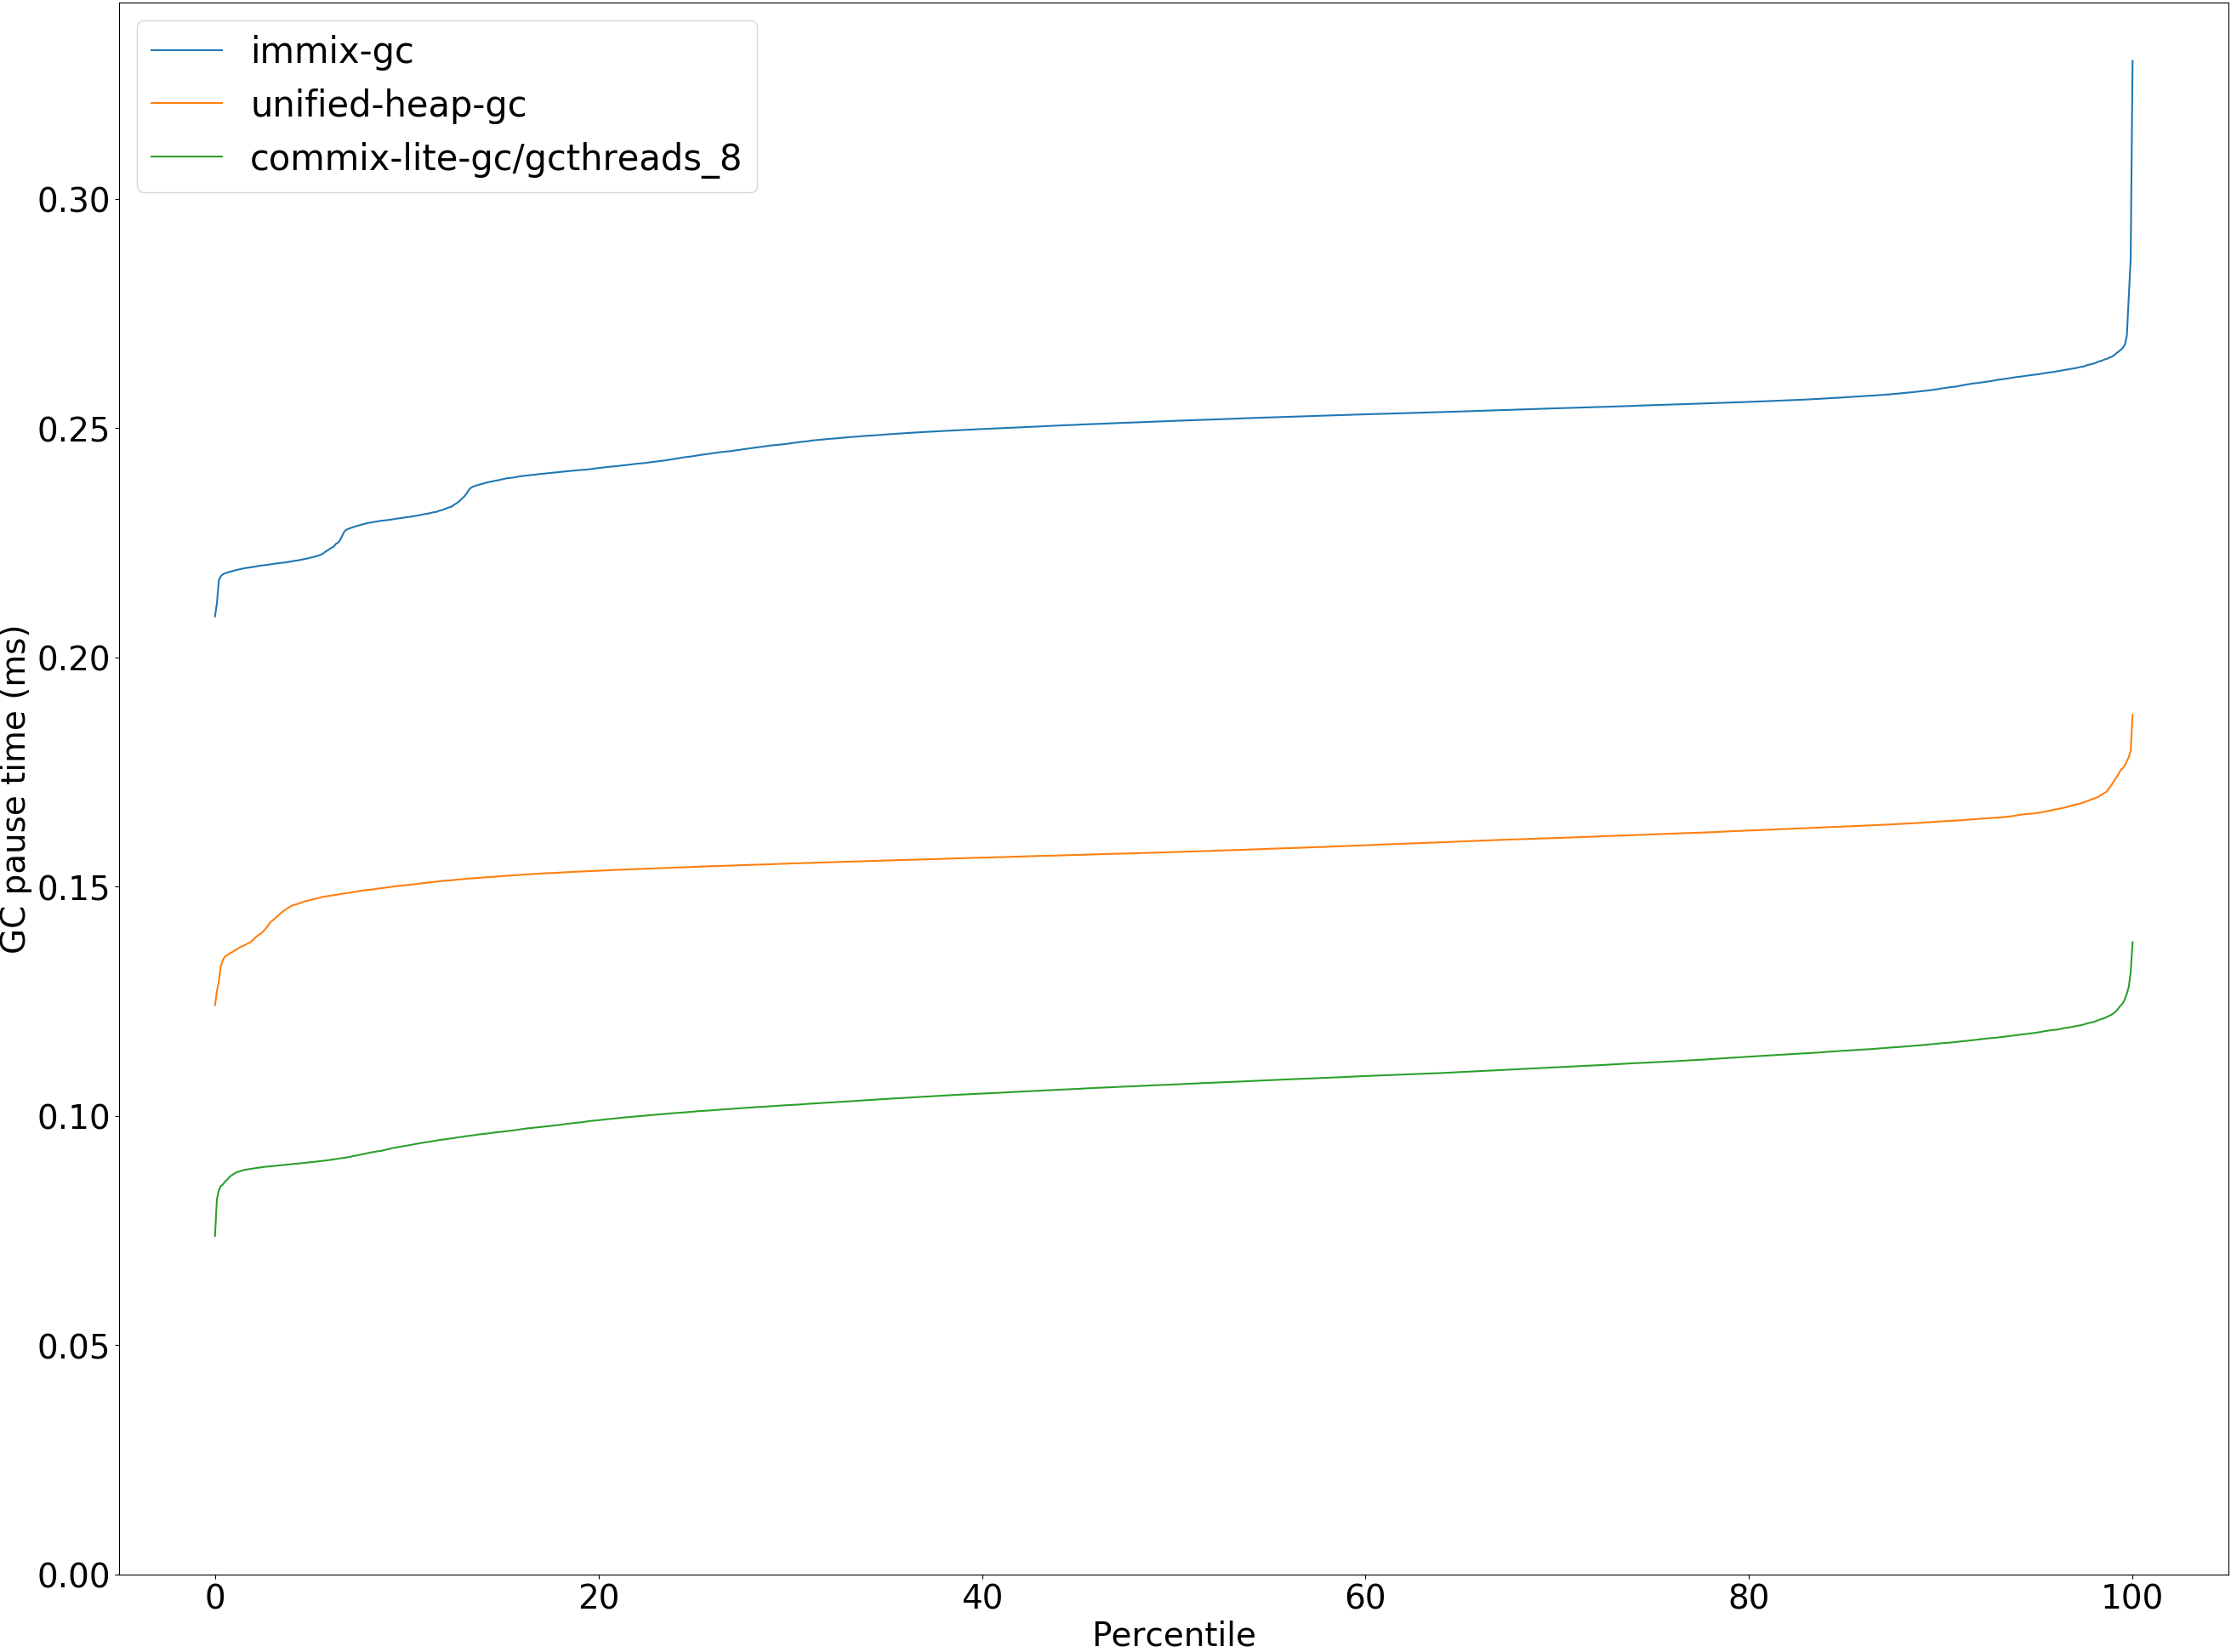 immix-gc
unified-heap-gc
commix-lite-gc/gcthreads_8
GC pause time (ms)
0.30
0.25
0.20
0.15
0.10
0.05
0.00
0 20 40 60 80 100
Percentile